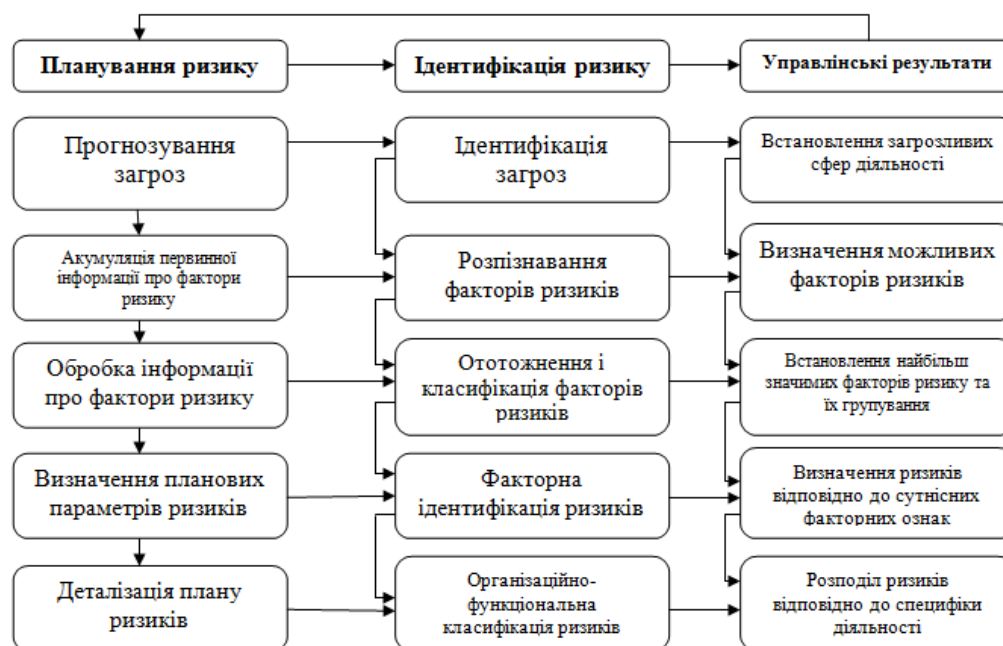 Планування ризику
Ідентифікація ризику
Управлінські результати
Прогнозування
загроз
Ідентифікація
загроз
Встановлення загрозливих
сфер діяльності
Акумуляція первинної
інформації про фактори
ризику
Розпізнавання
факторів ризиків
Визначення можливих
факторів ризиків
Обробка інформації
про фактори ризику
Ототожнення і
класифікація факторів
ризиків
Встановлення найбільш
значимих факторів ризику та
їх групування
Визначення планових
параметрів ризиків
Факторна
ідентифікація ризиків
Визначення ризиків
відповідно до сутнісних
факторних ознак
Деталізація плану
ризиків
Організаційно-
функціональна
класифікація ризиків
Розподіл ризиків
відповідно до специфіки
діяльності